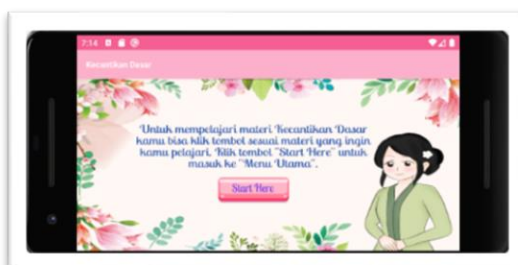 7:14
Kecantikan Dasar
Untuk mempelajari materi Kecantikan Dasar
kamu bisa klik tombol sesuai materi yang ingin
kamu pelajari. Klik tombol "Start Here" untuk
masuk ke "Menu Utama".
Start Here